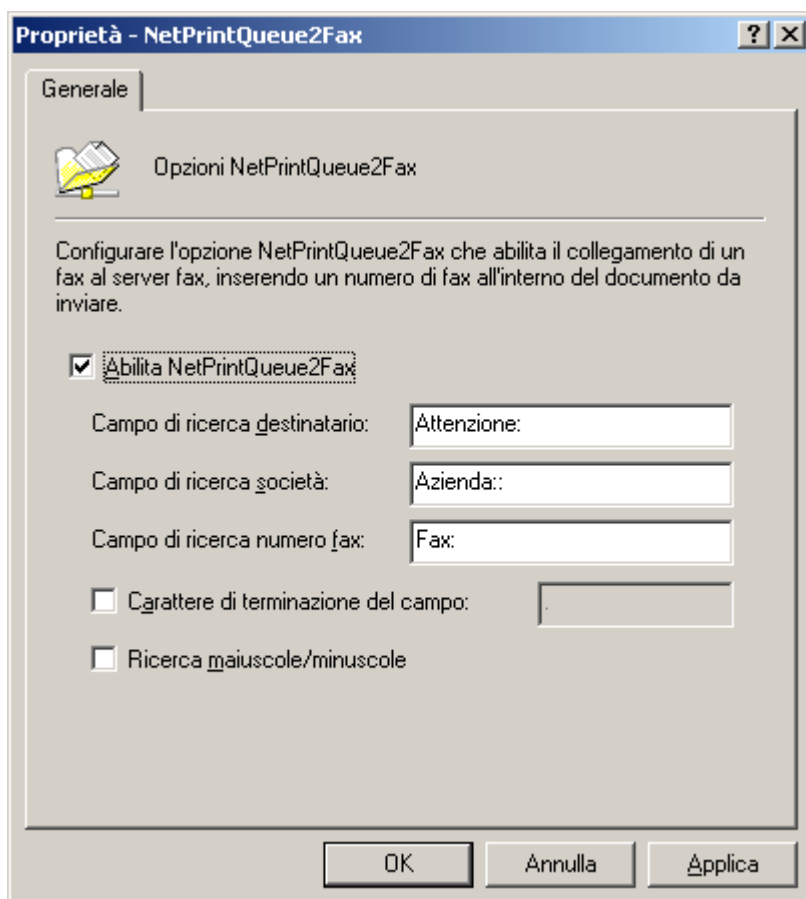 Proprietà - NetPrintQueue2Fax
Generale
Opzioni NetPrintQueue2Fax
Configurare l'opzione NetPrintQueue2Fax che abilita il collegamento di un
fax al server fax, inserendo un numero di fax all'interno del documento da
inviare.
Abilita NetPrintQueue2Fax
Campo di ricerca destinatario: Attenzione:
Campo di ricerca società: Azienda::
Campo di ricerca numero fax: Fax:
Carattere di terminazione del campo: .
Ricerca maiuscole/minuscole
OK Annulla Applica